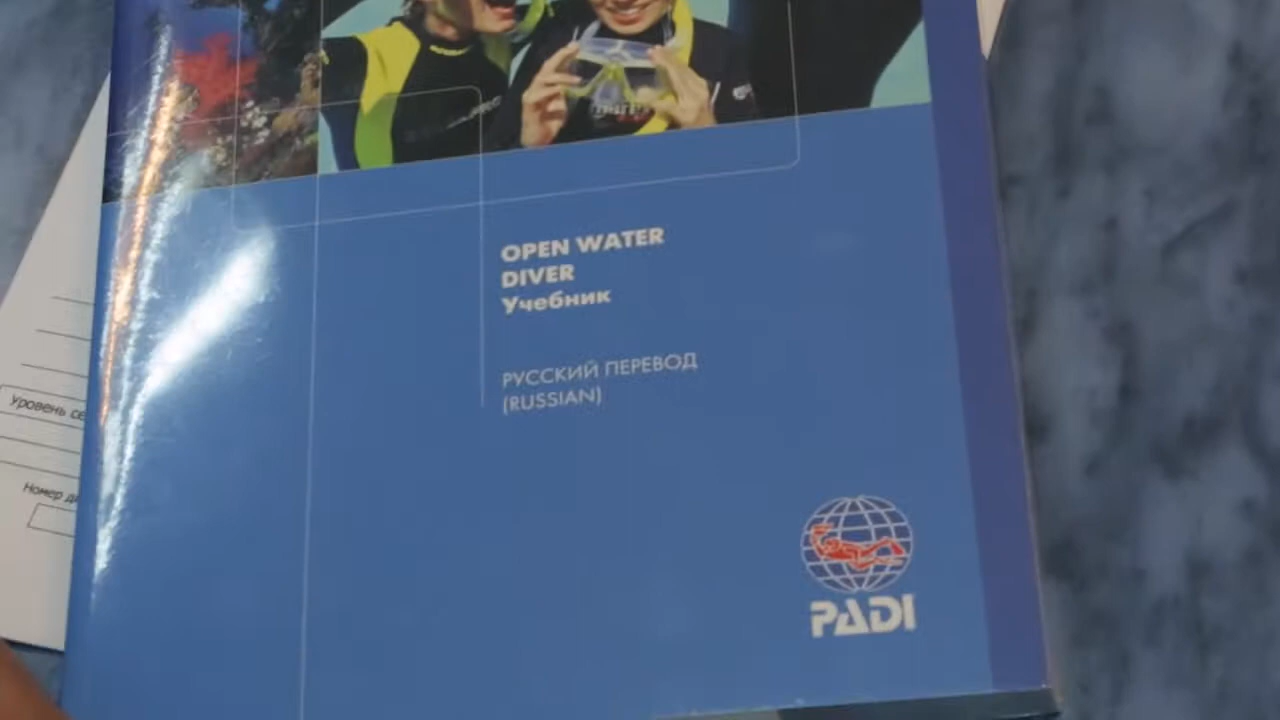 OPEN WATER
DIVER
Учебник
РУССКИЙ ПЕРЕВОД
(RUSSIAN)
Уровень
Номер
PADI